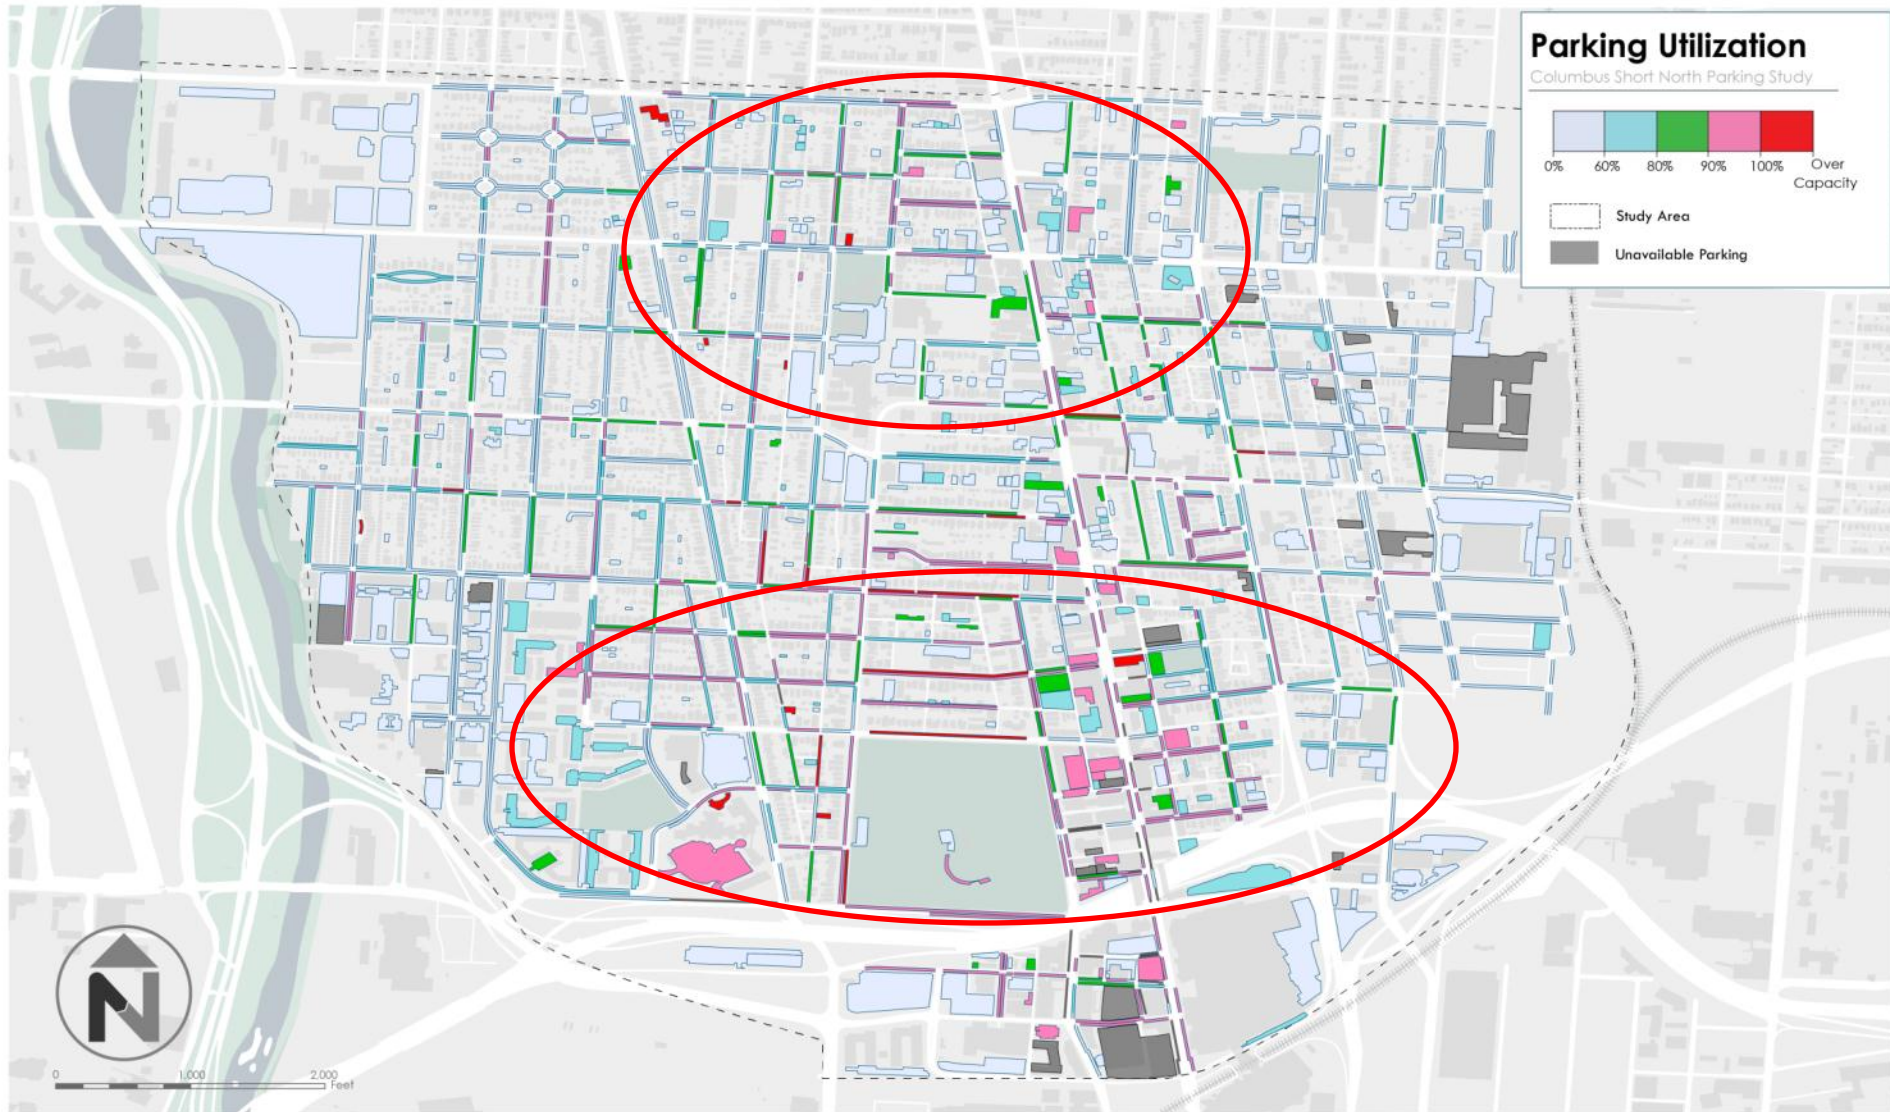 Parking Utilization
Columbus Short North Parking Study
0% 60% 80% 90% 100% Over
Capacity
Study Area
Unavailable Parking
N
0 1,000 2,000
Feet